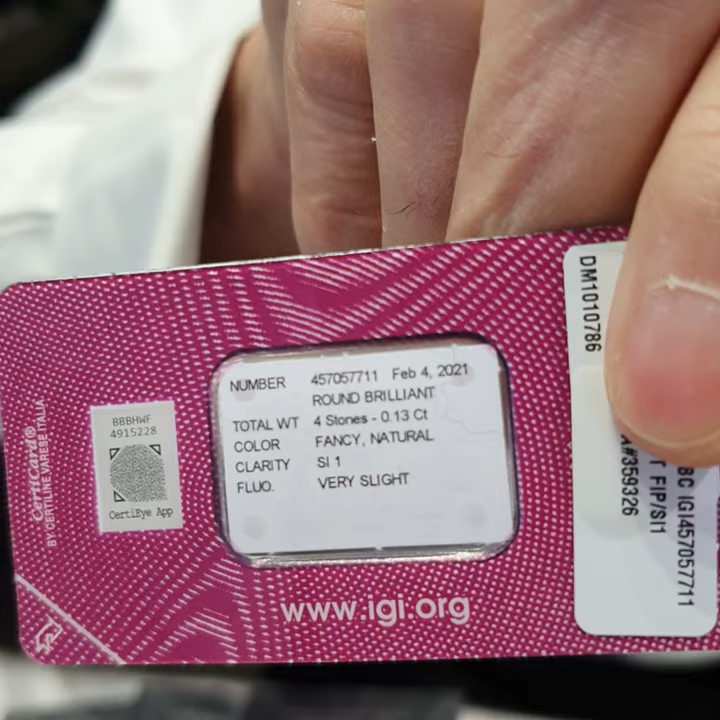 CertiCard®
BY CERTILINE VARESE ITALIA
BBBHWF
4915228
CertiEye App
NUMBER 457057711 Feb 4, 2021
ROUND BRILLIANT
TOTAL WT 4 Stones - 0.13 Ct
COLOR FANCY, NATURAL
CLARITY SI 1
FLUO. VERY SLIGHT
www.igi.org
DM1010786
BC IGI457057711
FIP/SI1
#359326